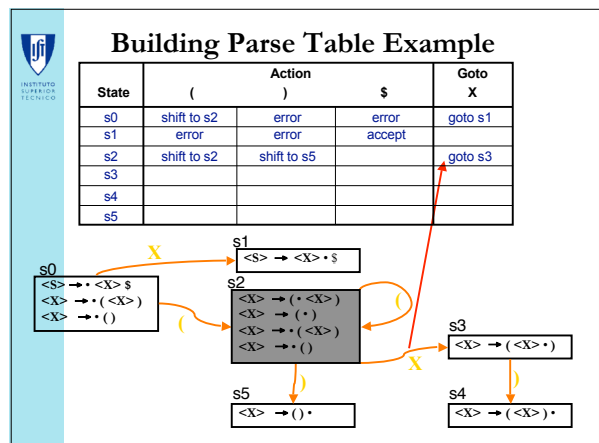 Building Parse Table Example
INSTITUTO
SUPERIOR
TÉCNICO
Action Goto
State ( ) $ X
s0 shift to s2 error error goto s1
s1 error error accept
s2 shift to s2 shift to s5 goto s3
s3
s4
s5
s0
<S> → • <X> $
<X> → • ( <X> )
<X> → • ( )
X
s1
<S> → <X> • $
(
s2
<X> → ( • <X> )
<X> → ( • )
<X> → • ( <X> )
<X> → • ( )
(
X
s3
<X> → ( <X> • )
)
s5
<X> → ( ) •
)
s4
<X> → ( <X> ) •